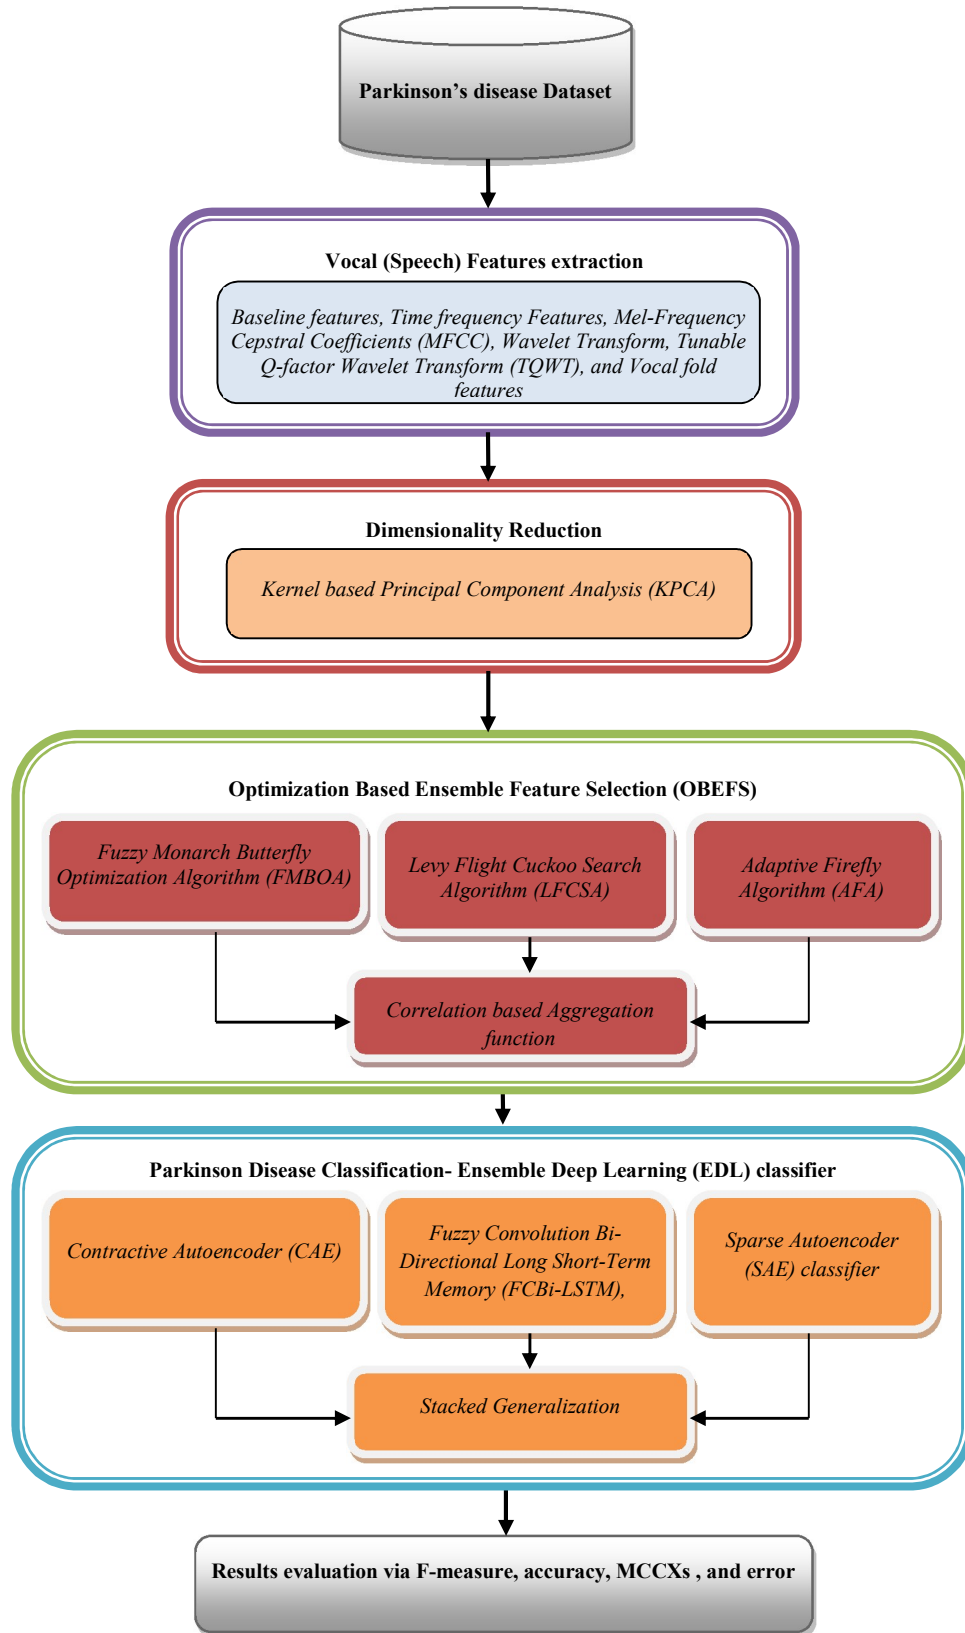 Parkinson's disease Dataset
Vocal (Speech) Features extraction
Baseline features, Time frequency Features, Mel-Frequency
Cepstral Coefficients (MFCC), Wavelet Transform, Tunable
Q-factor Wavelet Transform (TQWT), and Vocal fold
features
Dimensionality Reduction
Kernel based Principal Component Analysis (KPCA)
Optimization Based Ensemble Feature Selection (OBEFS)
Fuzzy Monarch Butterfly
Optimization Algorithm (FMBOA)
Levy Flight Cuckoo Search
Algorithm (LFCSA)
Adaptive Firefly
Algorithm (AFA)
Correlation based Aggregation
function
Parkinson Disease Classification- Ensemble Deep Learning (EDL) classifier
Contractive Autoencoder (CAE)
Fuzzy Convolution Bi-
Directional Long Short-Term
Memory (FCBi-LSTM),
Sparse Autoencoder
(SAE) classifier
Stacked Generalization
Results evaluation via F-measure, accuracy, MCCXs , and error